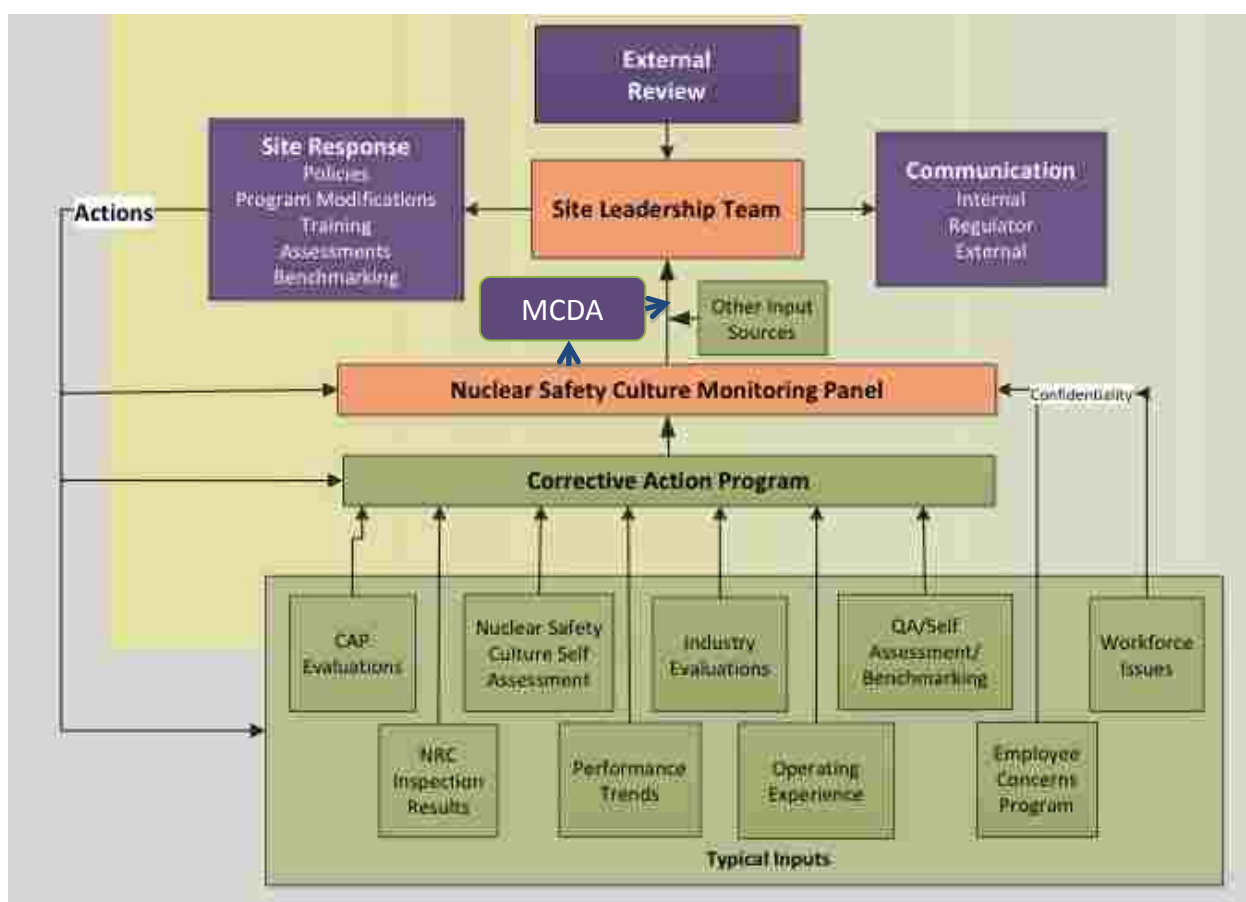 External
Review
Site Response
Policies
Program Modifications
Training
Assessments
Benchmarking
Actions
Site Leadership Team
Communication
Internal
Regulator
External
MCDA
Other Input
Sources
Nuclear Safety Culture Monitoring Panel
Confidentiality
Corrective Action Program
CAP
Evaluations
Nuclear Safety
Culture Self
Assessment
Industry
Evaluations
QA/Self
Assessment/
Benchmarking
Workforce
Issues
NRC
Inspection
Results
Performance
Trends
Operating
Experience
Employee
Concerns
Program
Typical Inputs